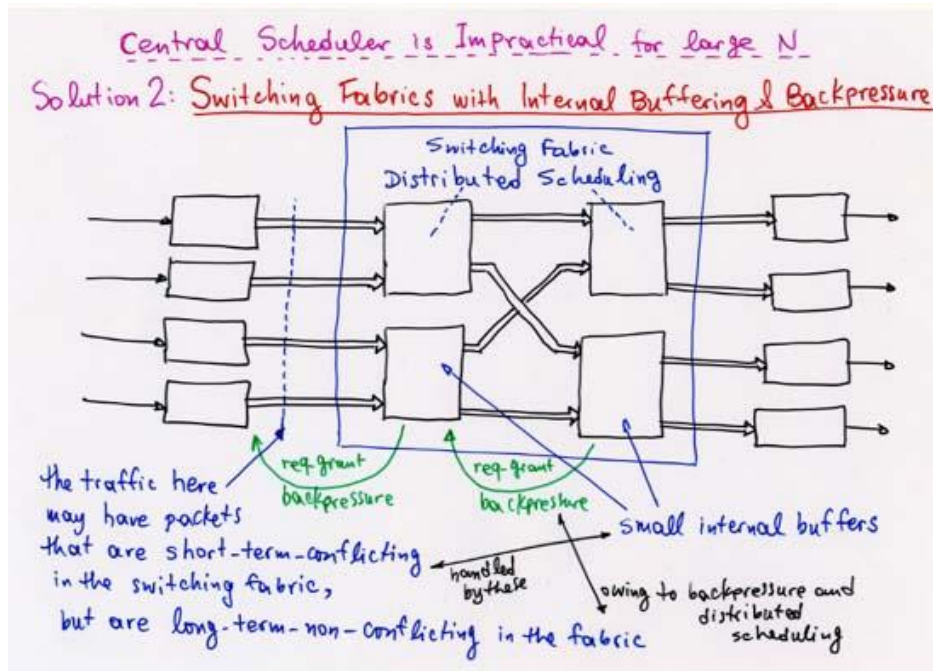 Central Scheduler is Impractical for large N
Solution 2: Switching Fabrics with Internal Buffering & Backpressure
Switching Fabric
Distributed Scheduling
req-grant
backpressure
req-grant
backpressure
the traffic here
may have packets
that are short-term-conflicting
in the switching fabric,
but are long-term-non-conflicting in the fabric
small internal buffers
handled
by these
owing to backpressure and
distributed
scheduling